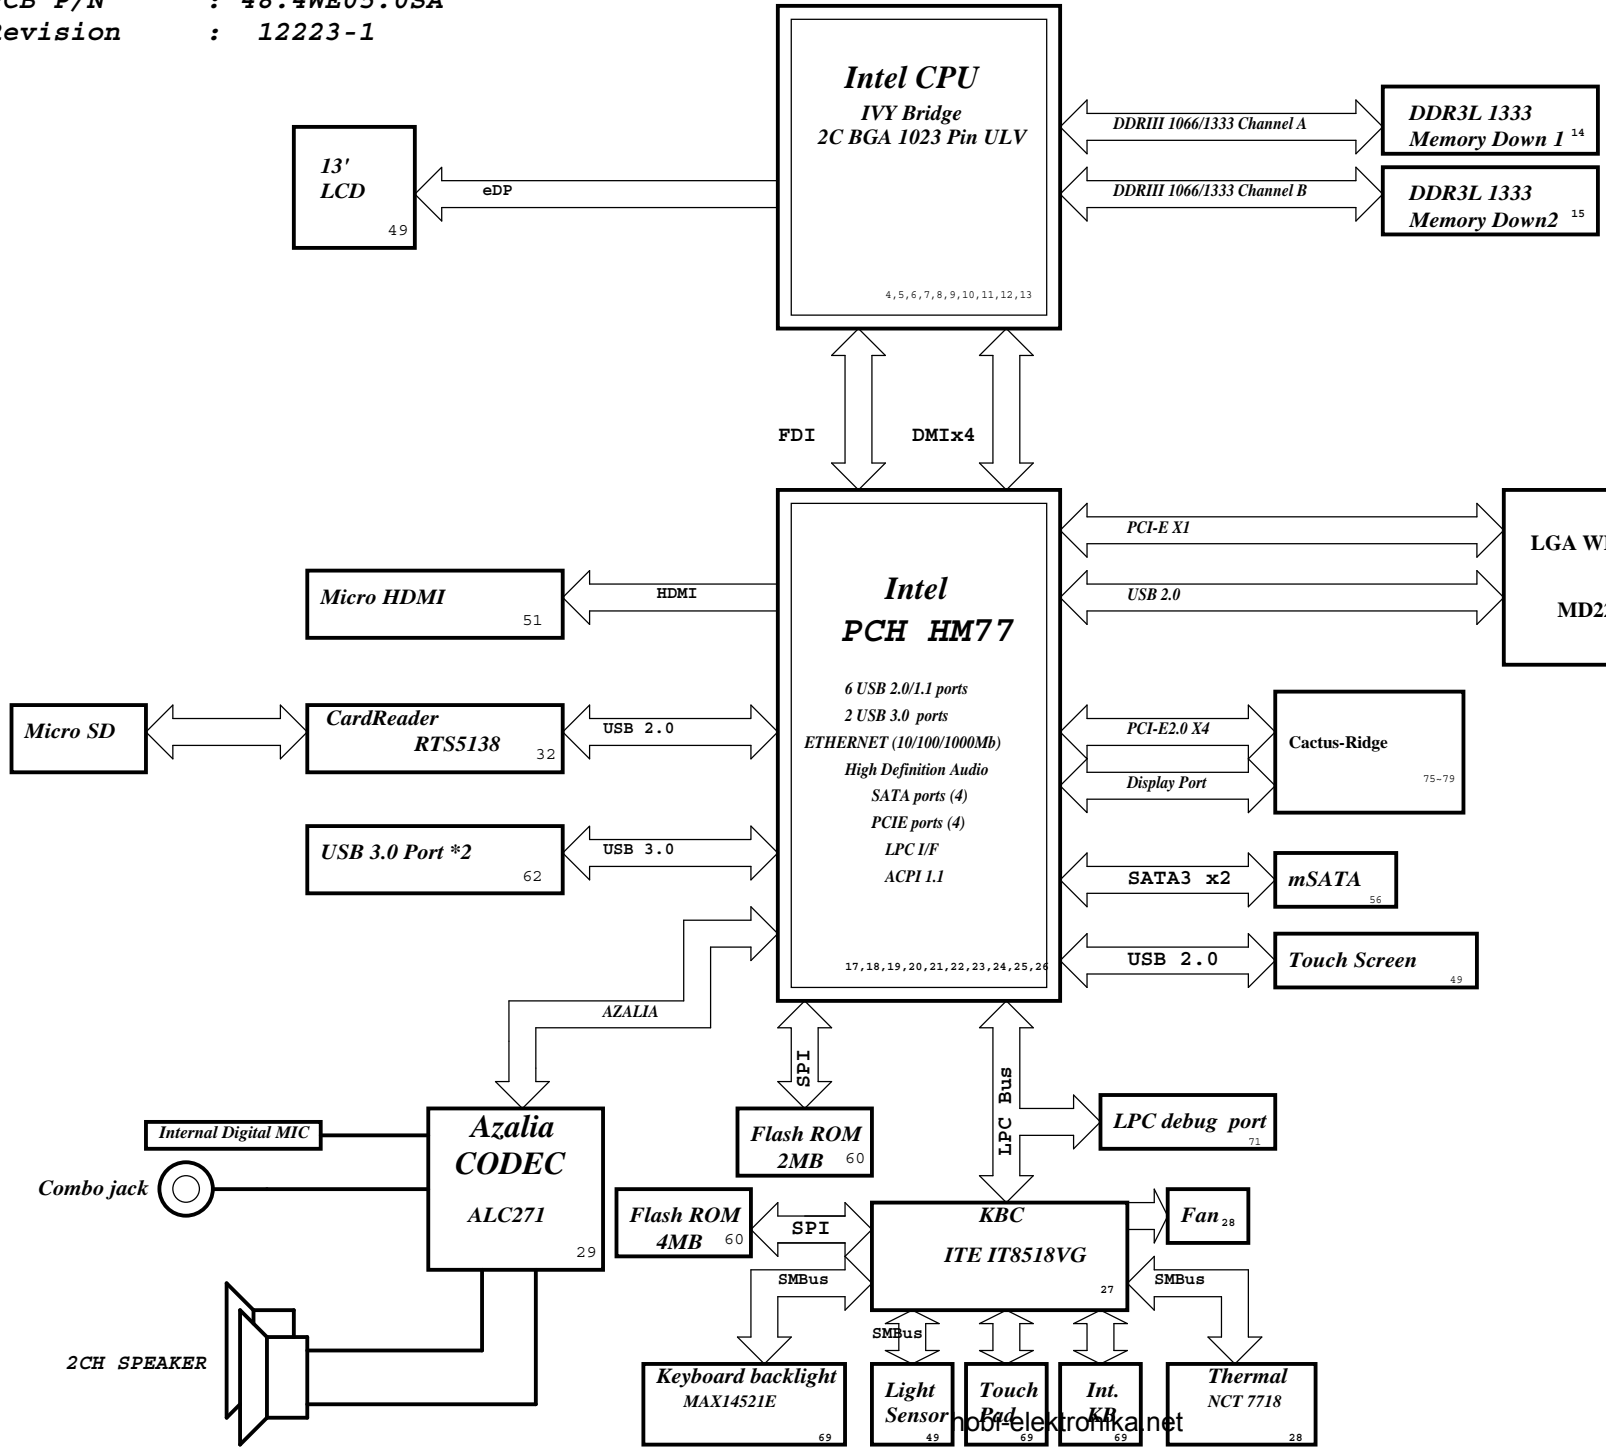 : 48.4WE05.0SA
: 12223-1
Intel CPU
IVY Bridge
2C BGA 1023 Pin ULV
4,5,6,7,8,9,10,11,12,13
DDRIII 1066/1333 Channel A
DDR3L 1333
Memory Down 1 14
DDRIII 1066/1333 Channel B
DDR3L 1333
Memory Down2 15
13'
LCD
49
eDP
FDI
DMIx4
Intel
PCH HM77
6 USB 2.0/1.1 ports
2 USB 3.0 ports
ETHERNET (10/100/1000Mb)
High Definition Audio
SATA ports (4)
PCIE ports (4)
LPC I/F
ACPI 1.1
17,18,19,20,21,22,23,24,25,26
PCI-E X1
USB 2.0
LGA
Micro HDMI
51
HDMI
Micro SD
CardReader
RTS5138
32
USB 2.0
PCI-E2.0 X4
Display Port
Cactus-Ridge
75~79
USB 3.0 Port *2
62
USB 3.0
SATA3 x2
mSATA
56
USB 2.0
Touch Screen
49
AZALIA
SPI
LPC Bus
Internal Digital MIC
Combo jack
Azalia
CODEC
ALC271
29
Flash ROM
2MB 60
LPC debug port
71
Flash ROM
4MB 60
SPI
KBC
ITE IT8518VG
27
Fan 28
SMBus
SMBus
SMBus
2CH SPEAKER
Keyboard backlight
MAX14521E
69
Light
Sensor
49
Touch
Pad
69
Int.
KB
69
Thermal
NCT 7718
28
hobi-elektronika.net